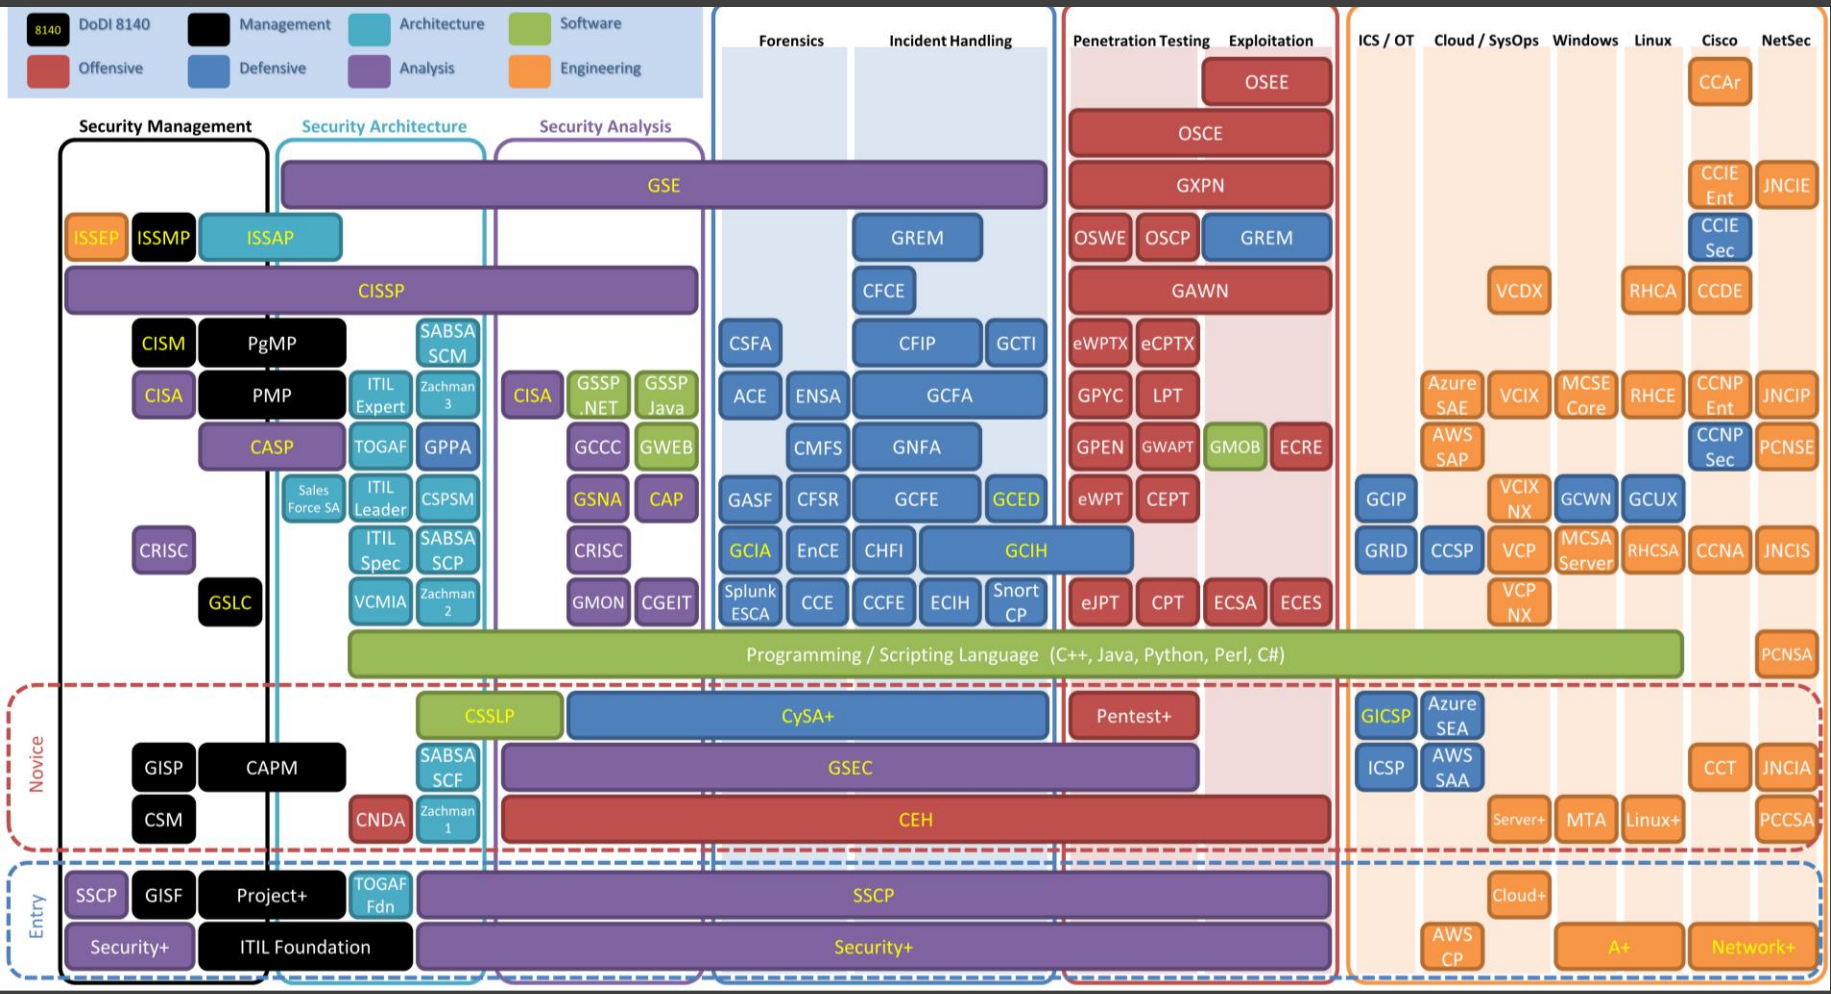 8140 DoDI 8140 Management Architecture Software
Offensive Defensive Analysis Engineering
Forensics Incident Handling Penetration Testing Exploitation ICS / OT Cloud / SysOps Windows Linux Cisco NetSec
OSEE CCAr
Security Management Security Architecture Security Analysis OSCE
GSE GXPN CCIE Ent JNCIE
ISSEP ISSMP ISSAP GREM OSWE OSCP GREM CCIE Sec
CISSP CFCE GAWN VCDX RHCA CCDE
CISM PgMP SABSA SCM CSFA CFIP GCTI eWPTX eCPTX
CISA PMP ITIL Expert Zachman 3 CISA GSSP .NET GSSP Java ACE ENSA GCFA GPYC LPT Azure SAE VCIX MCSE Core RHCE CCNP Ent JNCIP
CASP TOGAF GPPA GCCC GWEB CMFS GNFA GPEN GWAPT GMOB ECRE AWS SAP CCNP Sec PCNSE
Sales Force SA ITIL Leader CSPSM GSNA CAP GASF CFSR GCFE GCED eWPT CEPT GCIP VCIX NX GCWN GCUX
CRISC ITIL Spec SABSA SCP CRISC GCIA EnCE CHFI GCIH GRID CCSP VCP MCSA Server RHCSA CCNA JNCIS
GSLC VCMIA Zachman 2 GMON CGEIT Splunk ESCA CCE CCFE ECIH Snort CP eJPT CPT ECSA ECES VCP NX
Programming / Scripting Language (C++, Java, Python, Perl, C#) PCNSA
Novice
CSSLP CySA+ Pentest+ GICSP Azure SEA
GISP CAPM SABSA SCF GSEC ICSP AWS SAA CCT JNCIA
CSM CNDA Zachman 1 CEH Server+ MTA Linux+ PCCSA
Entry
SSCP GISF Project+ TOGAF Fdn SSCP Cloud+
Security+ ITIL Foundation Security+ AWS CP A+ Network+